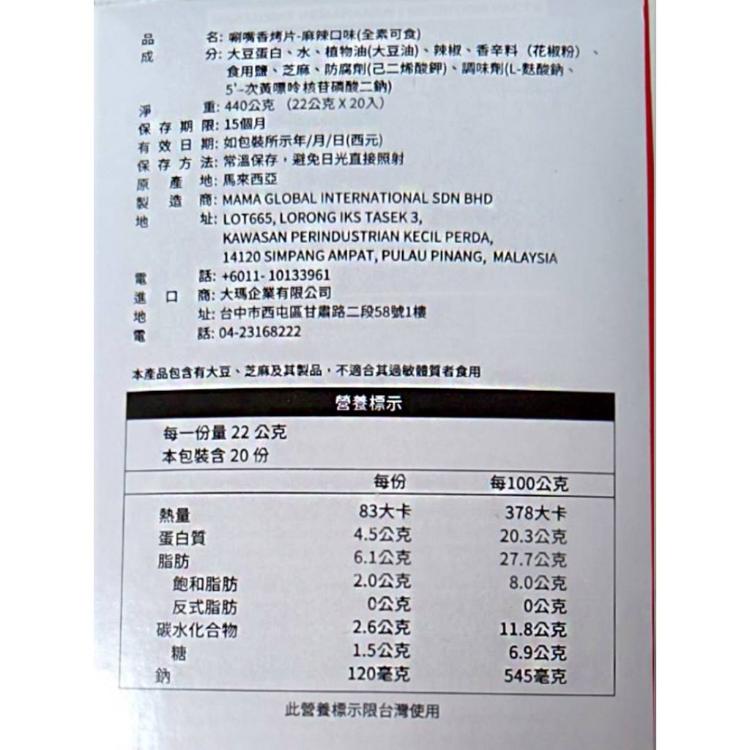 品名: 唰嘴香烤片-麻辣口味(全素可食)
成分: 大豆蛋白、水、植物油(大豆油)、辣椒、香辛料（花椒粉）、
食用鹽、芝麻、防腐劑(己二烯酸鉀)、調味劑(L-麩酸鈉、
5'-次黃嘌呤核苷磷酸二鈉)
淨重: 440公克 （22公克 X 20入）
保存期限: 15個月
有效日期: 如包裝所示年/月/日(西元)
保存方法: 常溫保存，避免日光直接照射
原產地: 馬來西亞
製造商: MAMA GLOBAL INTERNATIONAL SDN BHD
地址: LOT665, LORONG IKS TASEK 3,
KAWASAN PERINDUSTRIAN KECIL PERDA,
14120 SIMPANG AMPAT, PULAU PINANG, MALAYSIA
電話: +6011- 10133961
進口商: 大瑪企業有限公司
地址: 台中市西屯區甘肅路二段58號1樓
電話: 04-23168222
本產品包含有大豆、芝麻及其製品，不適合其過敏體質者食用
營養標示
每一份量 22 公克
本包裝含 20 份
每份 每100公克
熱量 83大卡 378大卡
蛋白質 4.5公克 20.3公克
脂肪 6.1公克 27.7公克
飽和脂肪 2.0公克 8.0公克
反式脂肪 0公克 0公克
碳水化合物 2.6公克 11.8公克
糖 1.5公克 6.9公克
鈉 120毫克 545毫克
此營養標示限台灣使用